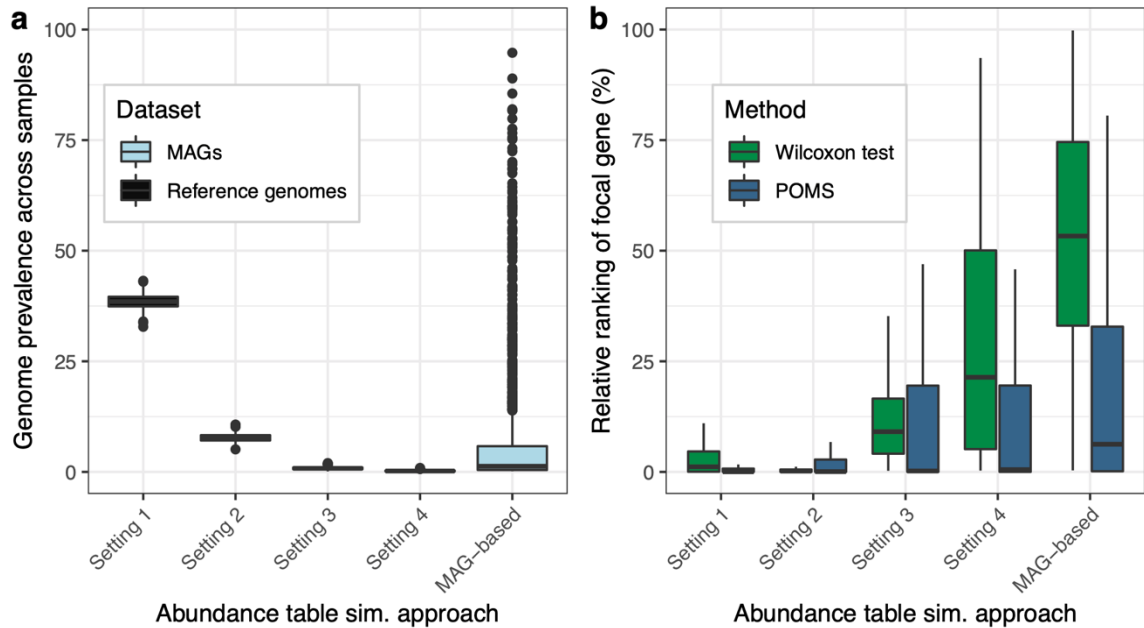 a
Genome prevalence across samples
100
75
50
25
0
Dataset
MAGs
Reference genomes
Setting 1
Setting 2
Setting 3
Setting 4
MAG−based
Abundance table sim. approach
b
Relative ranking of focal gene (%)
100
75
50
25
0
Method
Wilcoxon test
POMS
Setting 1
Setting 2
Setting 3
Setting 4
MAG−based
Abundance table sim. approach